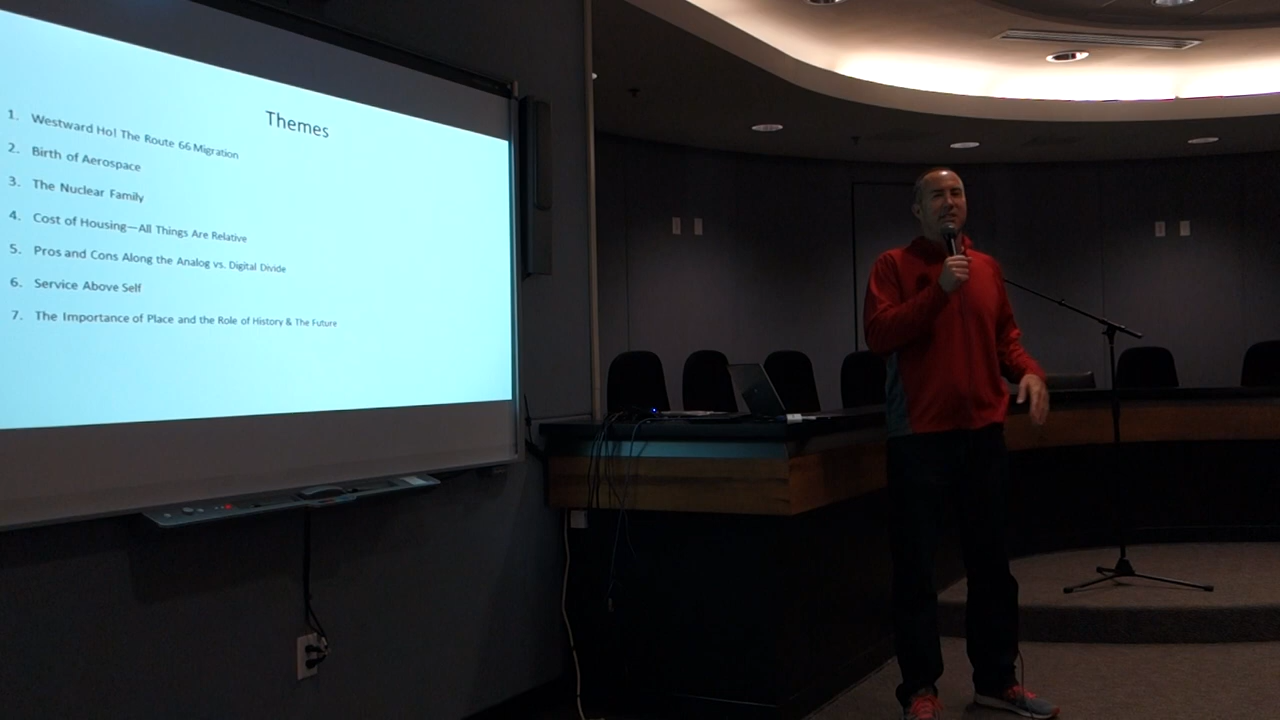 Themes
1. Westward Ho! The Route 66 Migration
2. Birth of Aerospace
3. The Nuclear Family
4. Cost of Housing—All Things Are Relative
5. Pros and Cons Along the Analog vs. Digital Divide
6. Service Above Self
7. The Importance of Place and the Role of History & The Future